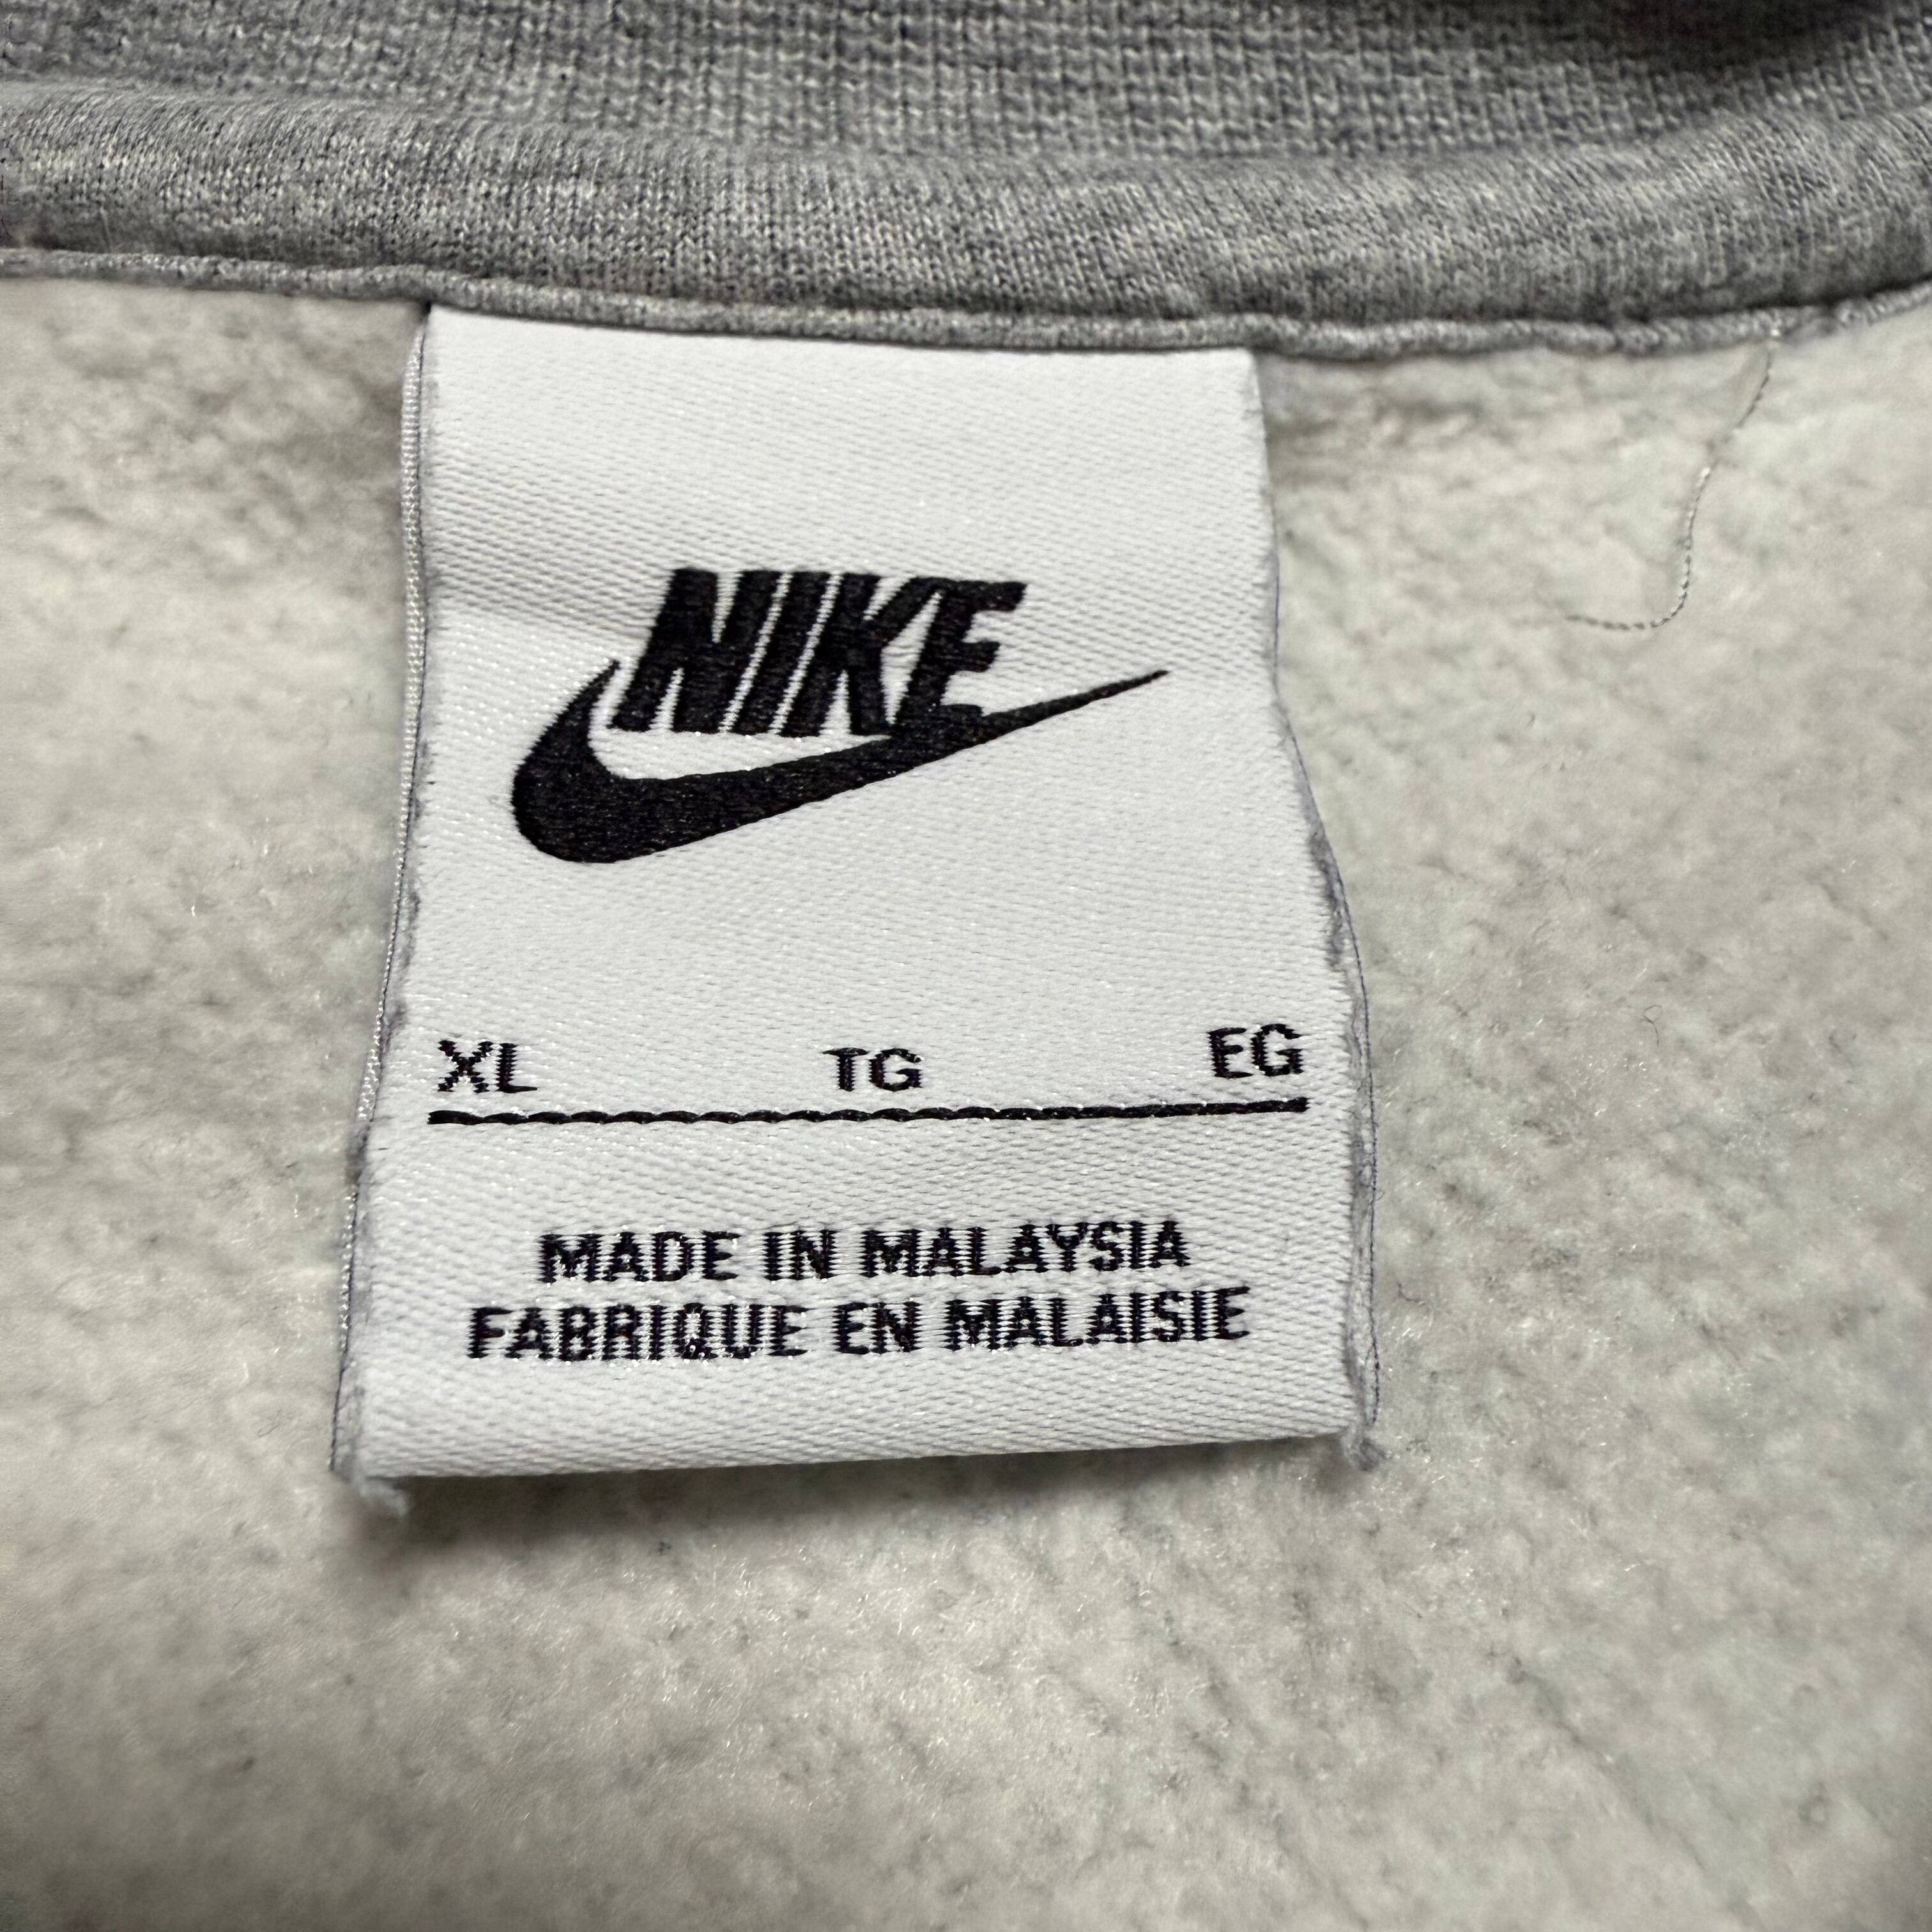 NIKE
XL TG EG
MADE IN MALAYSIA
FABRIQUE EN MALAISIE